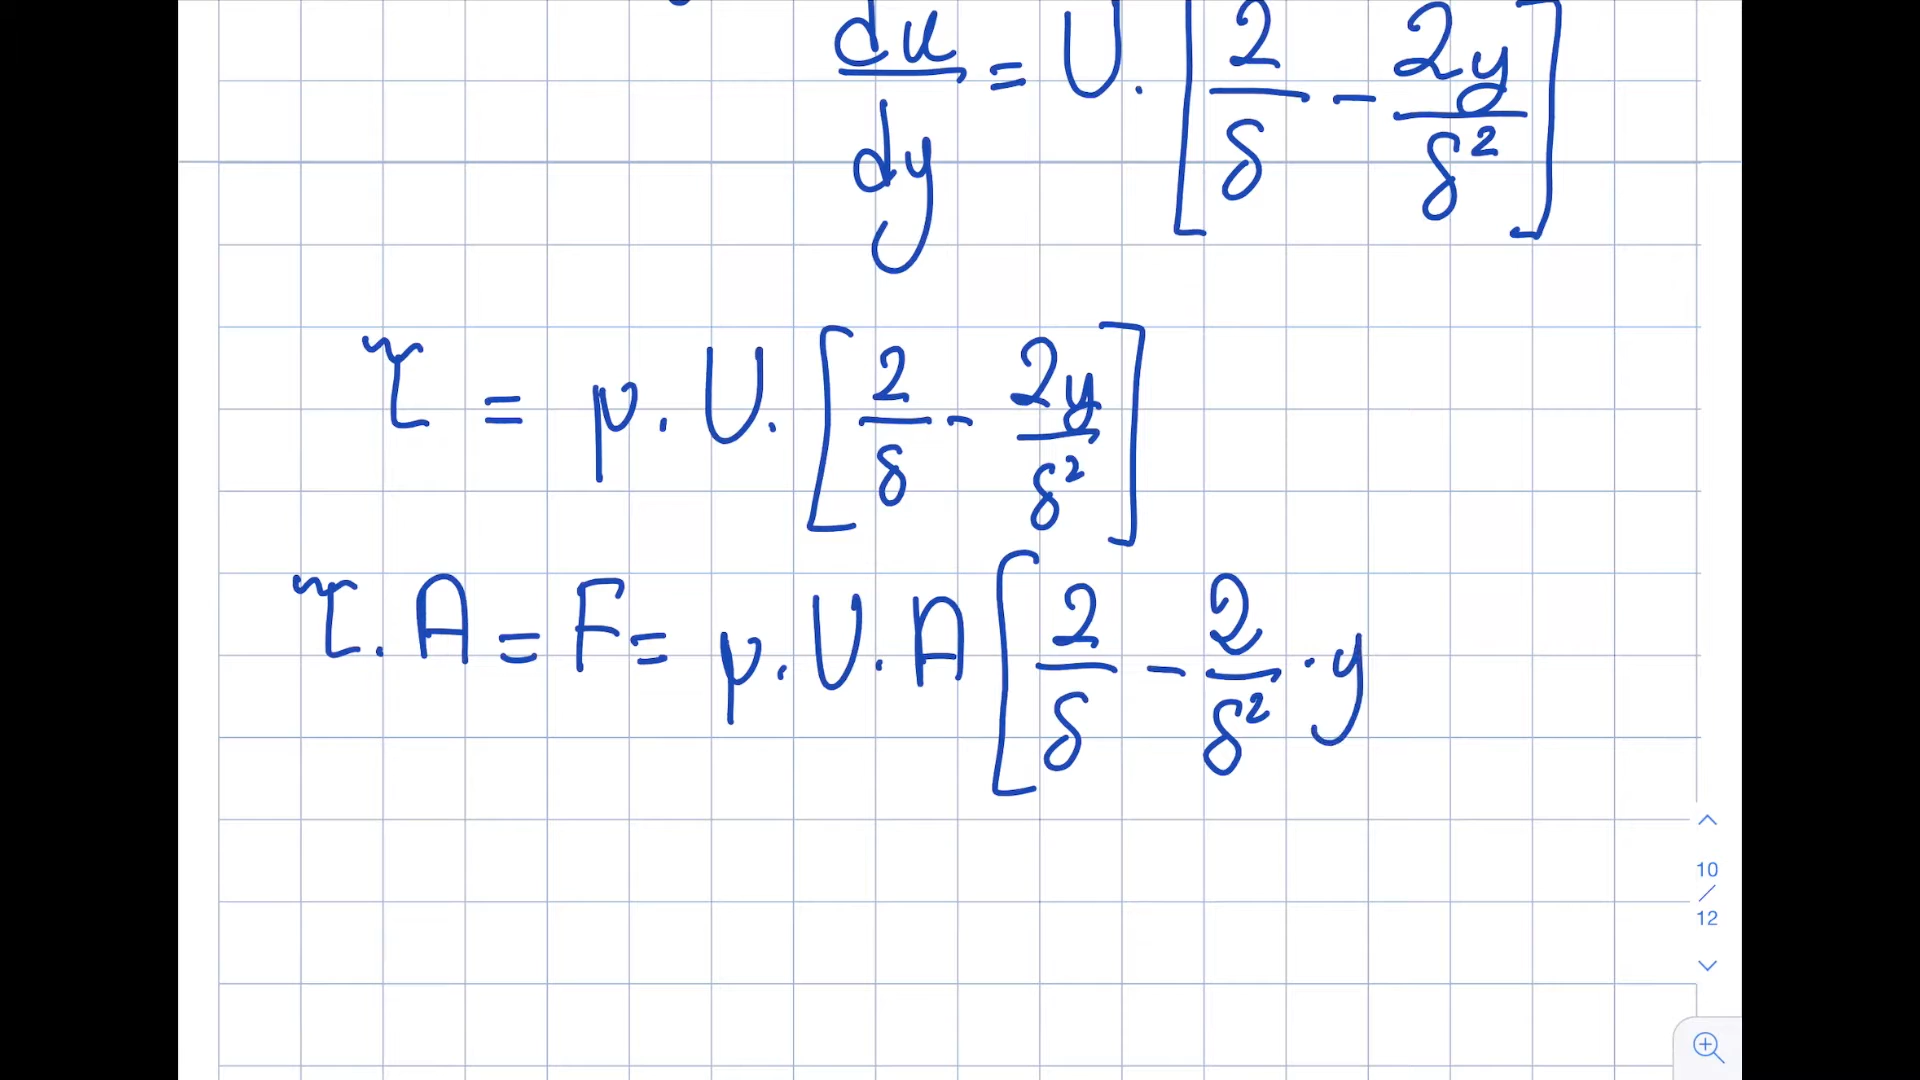 du/dy = U . [2/δ - 2y/δ²]
τ = μ . U . [2/δ - 2y/δ²]
τ . A = F = μ . U . A [2/δ - 2/δ² · y
10
/
12